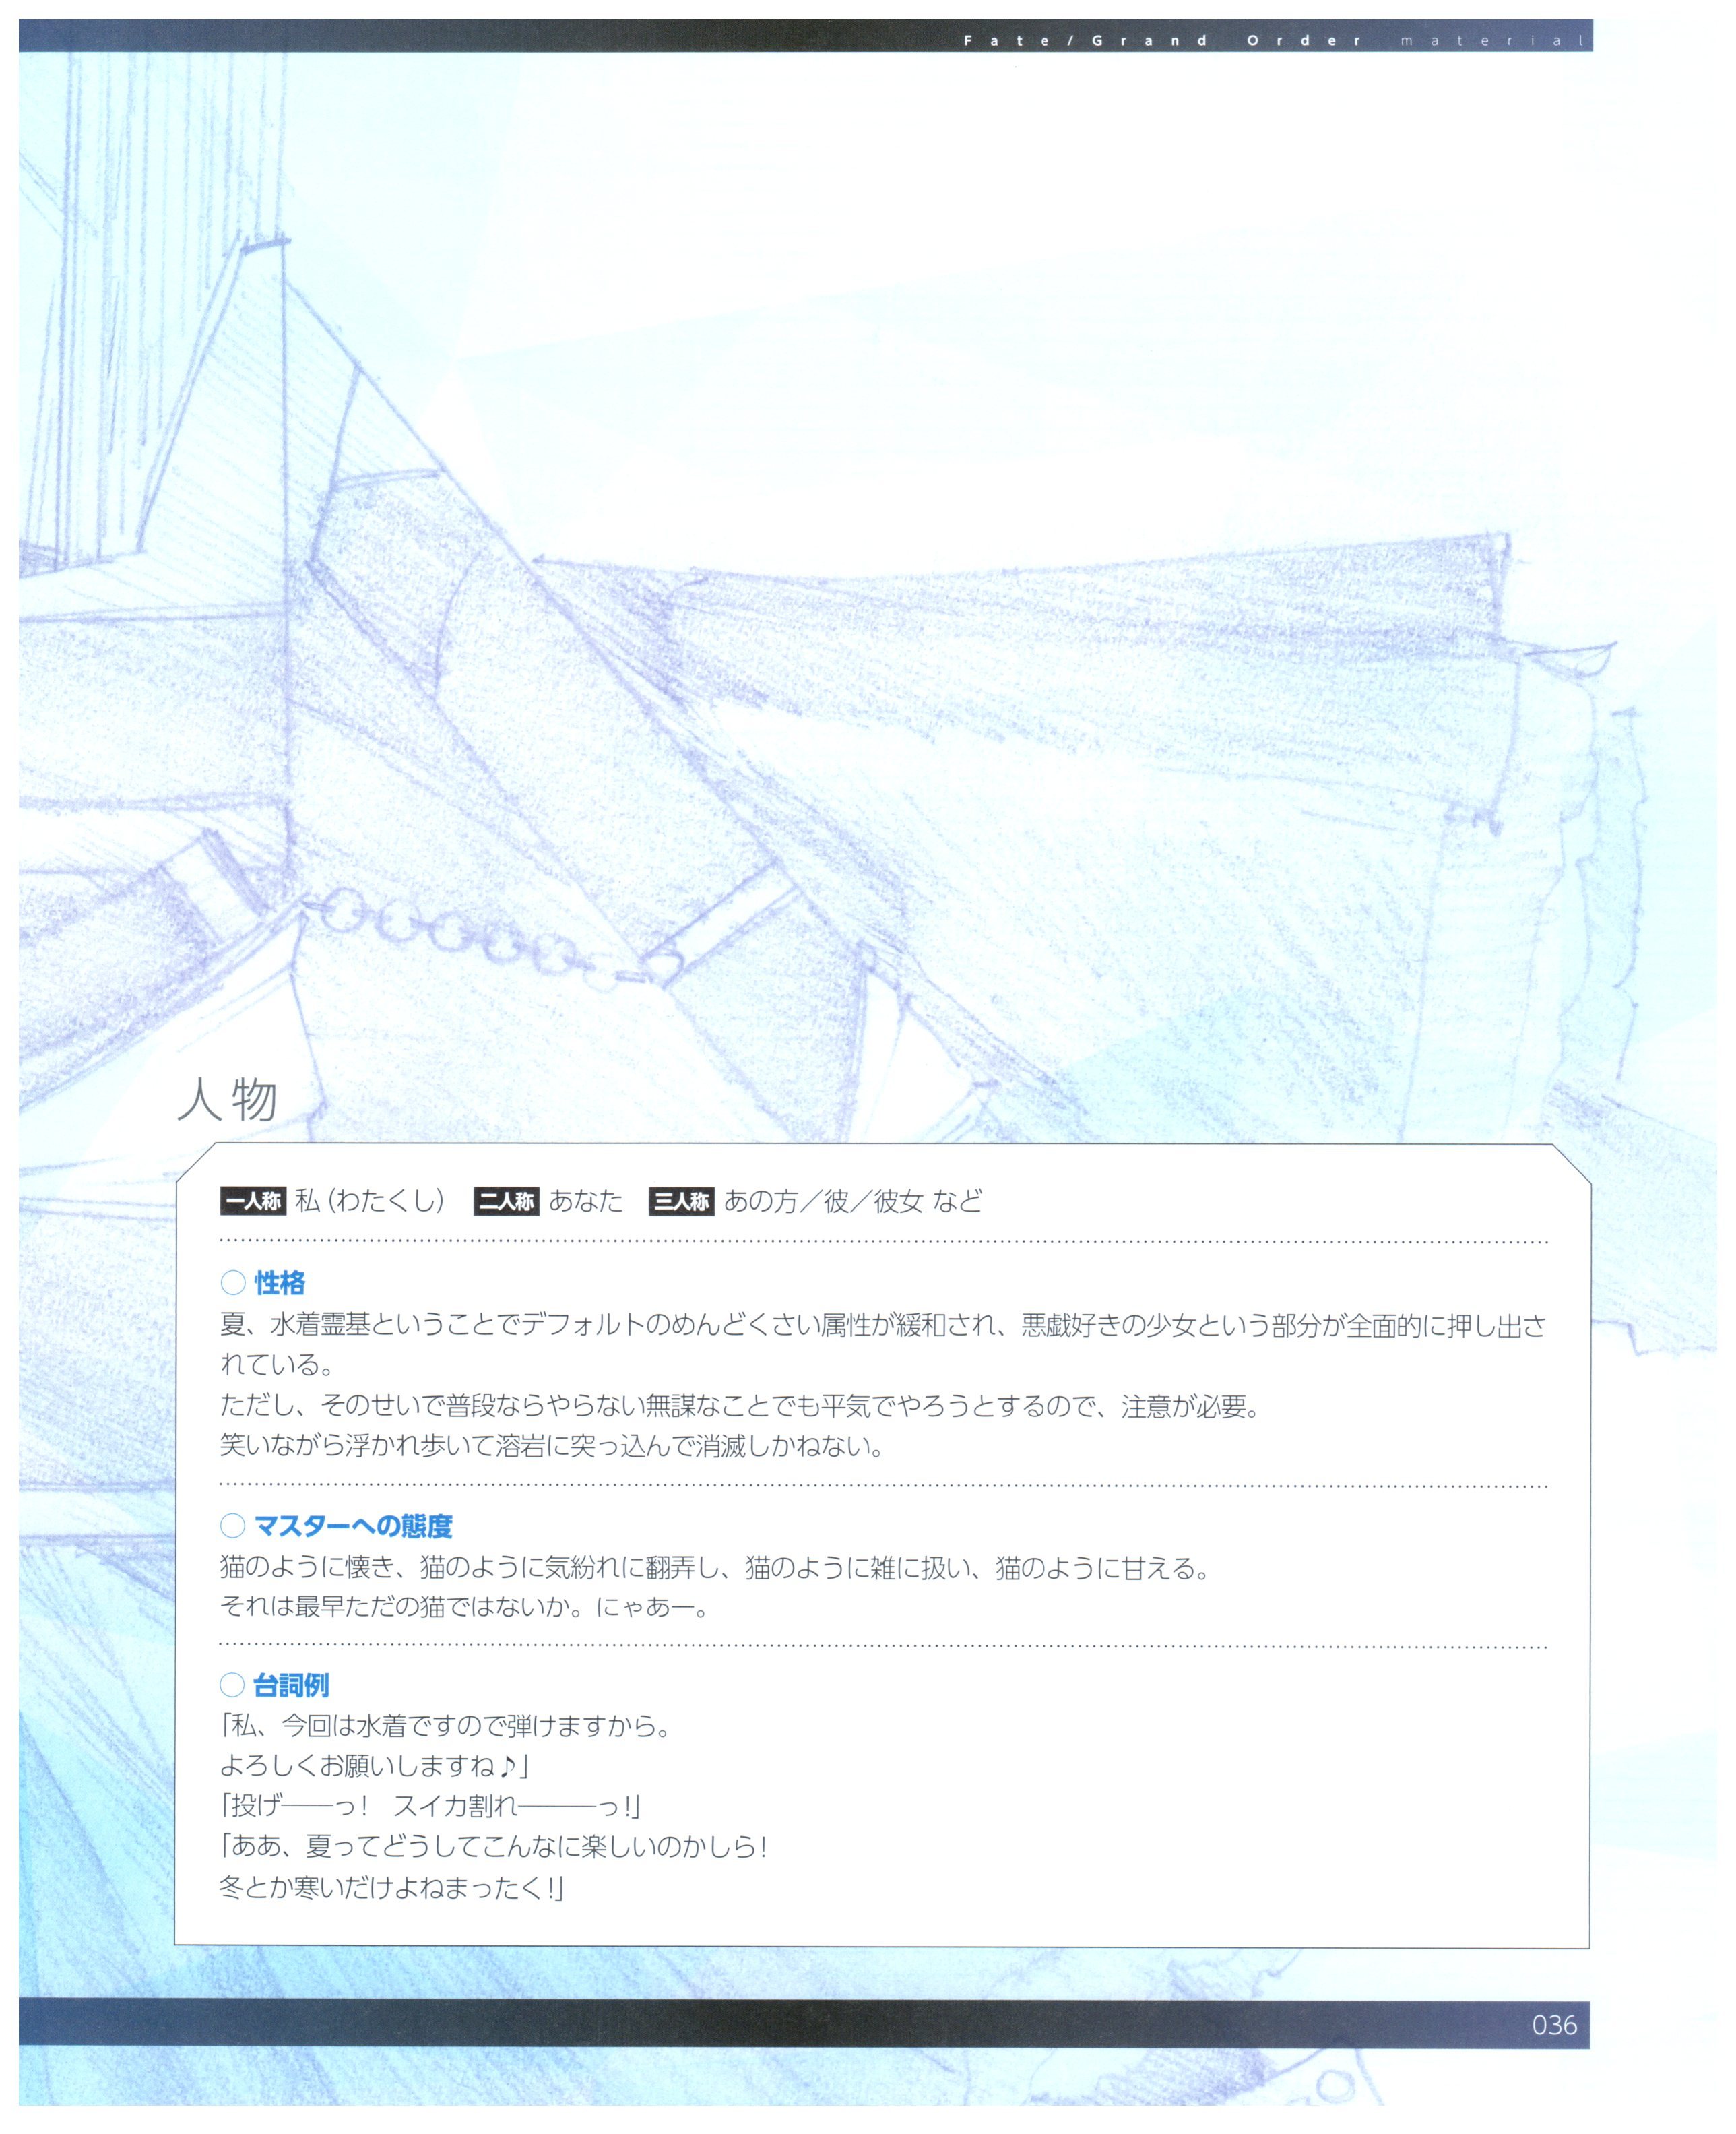 Fate/Grand Order material
人物
一人称 私（わたくし） 二人称 あなた 三人称 あの方／彼／彼女 など
○ 性格
夏、水着霊基ということでデフォルトのめんどくさい属性が緩和され、悪戯好きの少女という部分が全面的に押し出さ
れている。
ただし、そのせいで普段ならやらない無謀なことでも平気でやろうとするので、注意が必要。
笑いながら浮かれ歩いて溶岩に突っ込んで消滅しかねない。
○ マスターへの態度
猫のように懐き、猫のように気紛れに翻弄し、猫のように雑に扱い、猫のように甘える。
それは最早ただの猫ではないか。にゃあー。
○ 台詞例
「私、今回は水着ですので弾けますから。
よろしくお願いしますね♪」
「投げ――っ！　スイカ割れ―――っ！」
「ああ、夏ってどうしてこんなに楽しいのかしら！
冬とか寒いだけよねまったく！」
036